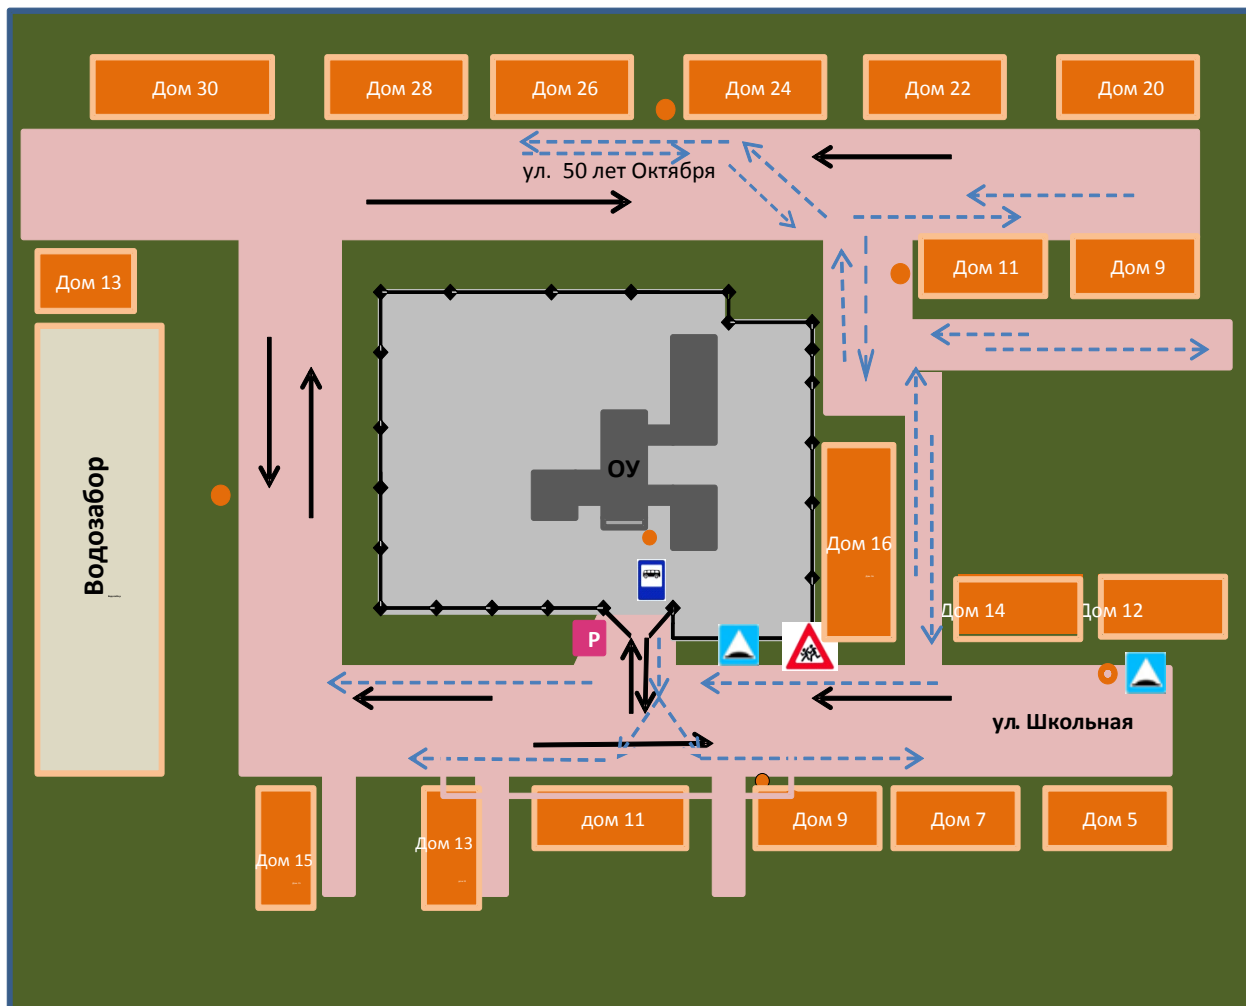 Дом 30
Дом 28
Дом 26
Дом 24
Дом 22
Дом 20
ул. 50 лет Октября
Дом 13
Дом 11
Дом 9
Водозабор
ОУ
Дом 16
Дом 14
Дом 12
Р
ул. Школьная
Дом 15
Дом 13
дом 11
Дом 9
Дом 7
Дом 5